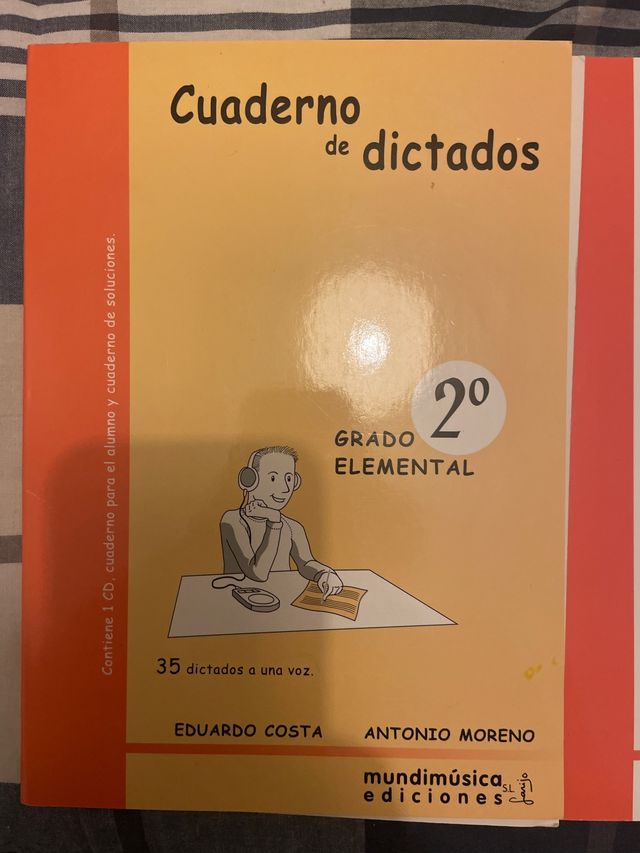 Cuaderno
de dictados
Contiene 1 CD, cuaderno para el alumno y cuaderno de soluciones.
2º
GRADO
ELEMENTAL
35 dictados a una voz.
EDUARDO COSTA ANTONIO MORENO
mundimúsica
ediciones S.L
Garijo